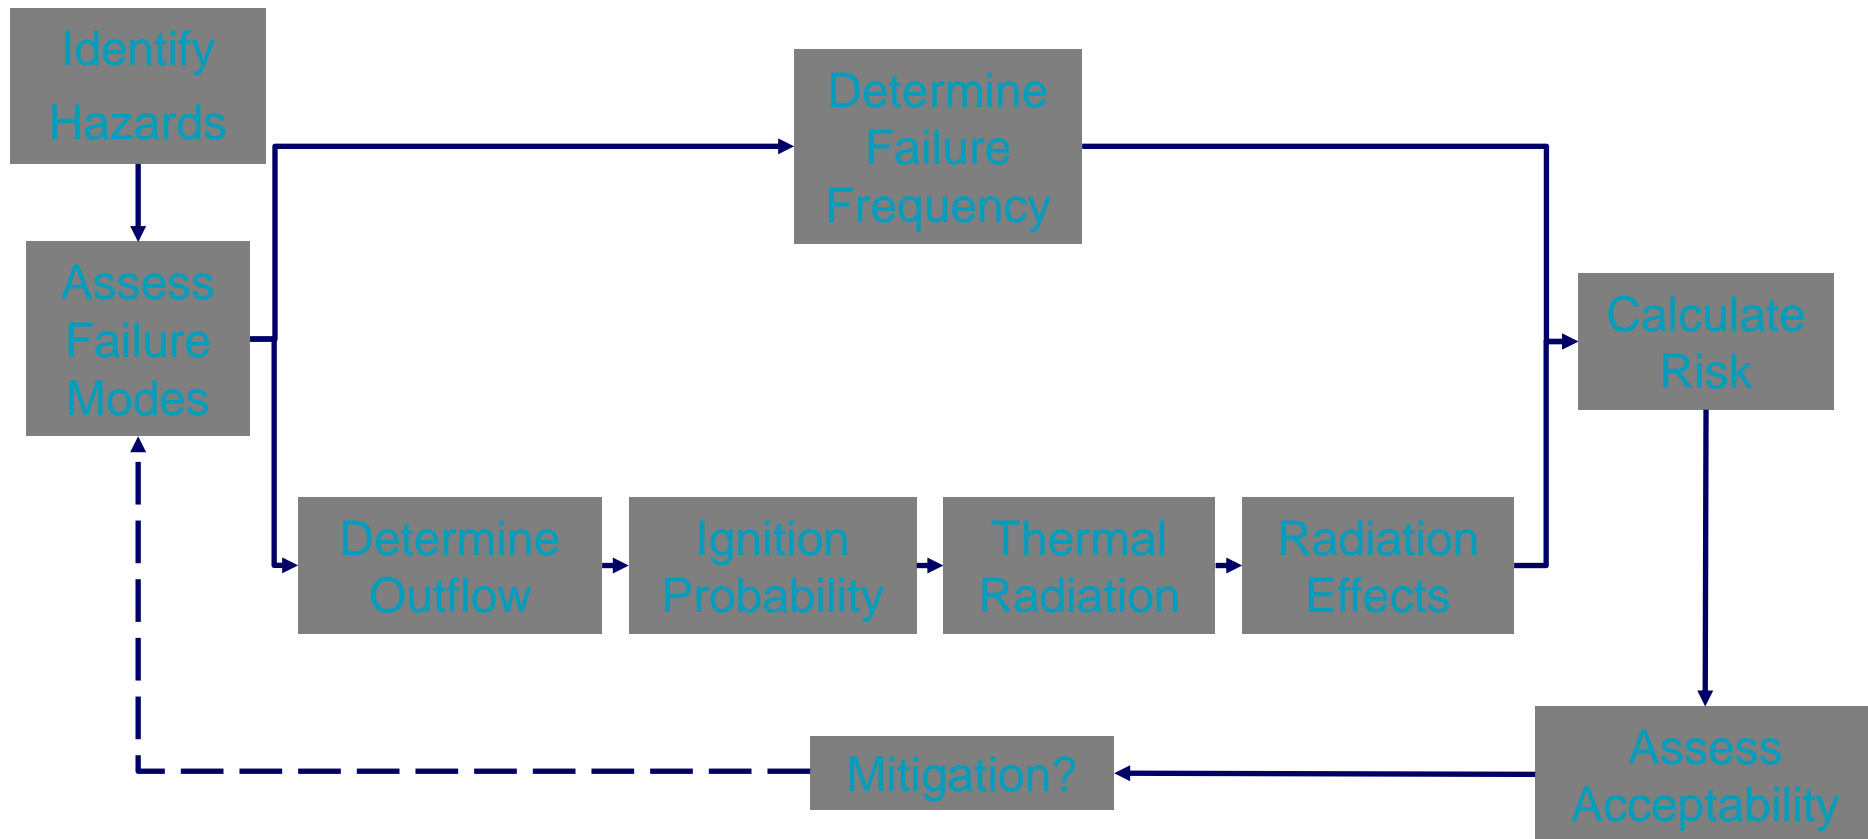 Identify
Hazards
Determine
Failure
Frequency
Assess
Failure
Modes
Calculate
Risk
Determine
Outflow
Ignition
Probability
Thermal
Radiation
Radiation
Effects
Mitigation?
Assess
Acceptability